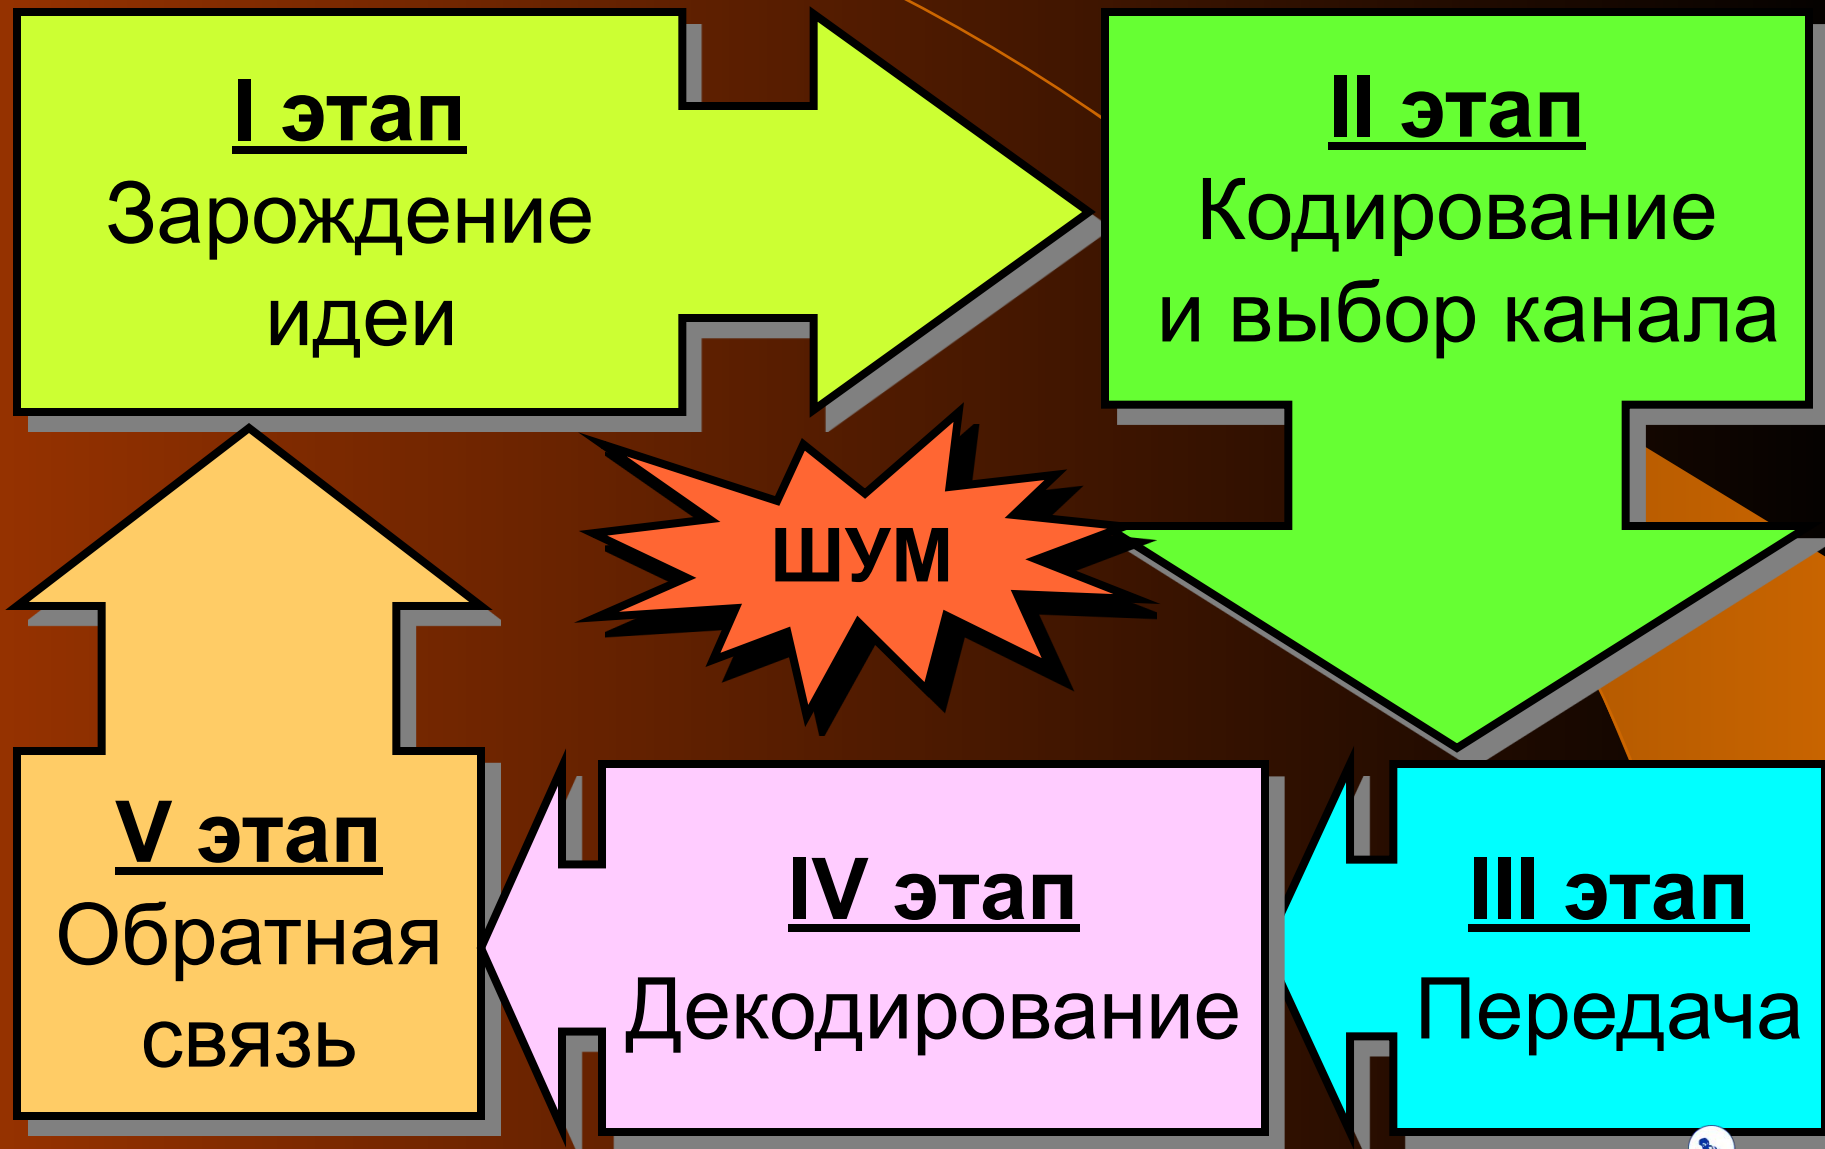 I этап
Зарождение
идеи
II этап
Кодирование
и выбор канала
ШУМ
III этап
Передача
IV этап
Декодирование
V этап
Обратная
связь